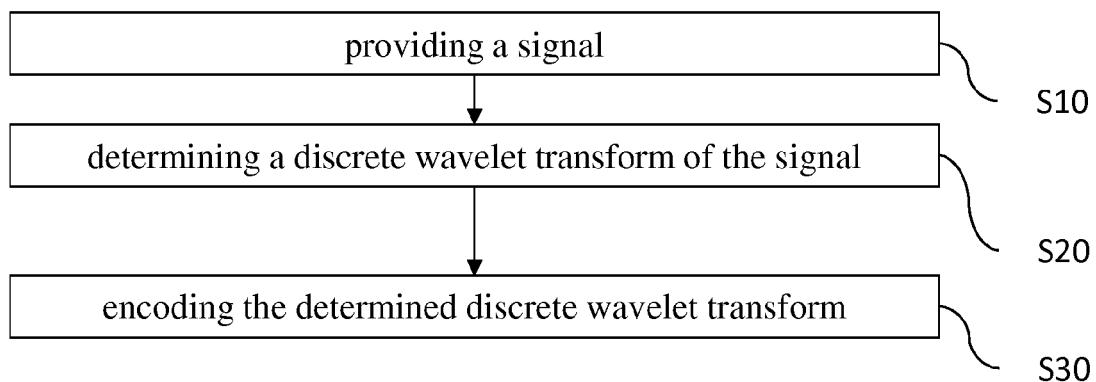 providing a signal
S10
determining a discrete wavelet transform of the signal
S20
encoding the determined discrete wavelet transform
S30